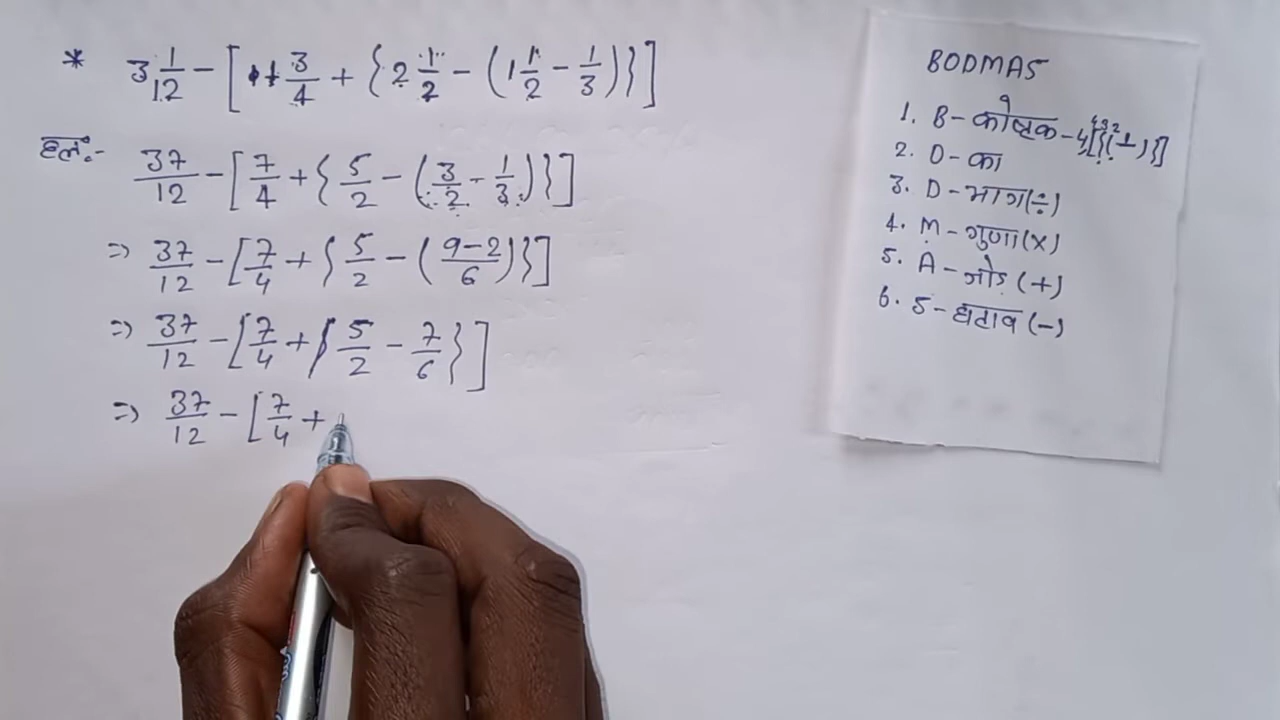 * 3 1/12 - [1 3/4 + {2 1/2 - (1 1/2 - 1/3)}]
हल:-
37/12 - [7/4 + {5/2 - (3/2 - 1/3)}]
⇒ 37/12 - [7/4 + {5/2 - ((9-2)/6)}]
⇒ 37/12 - [7/4 + {5/2 - 7/6}]
⇒ 37/12 - [7/4 +
BODMAS
1. B - कोष्टक -
2. O - का
3. D - भाग (÷)
4. M - गुणा (×)
5. A - जोड़ (+)
6. S - घटाव (-)